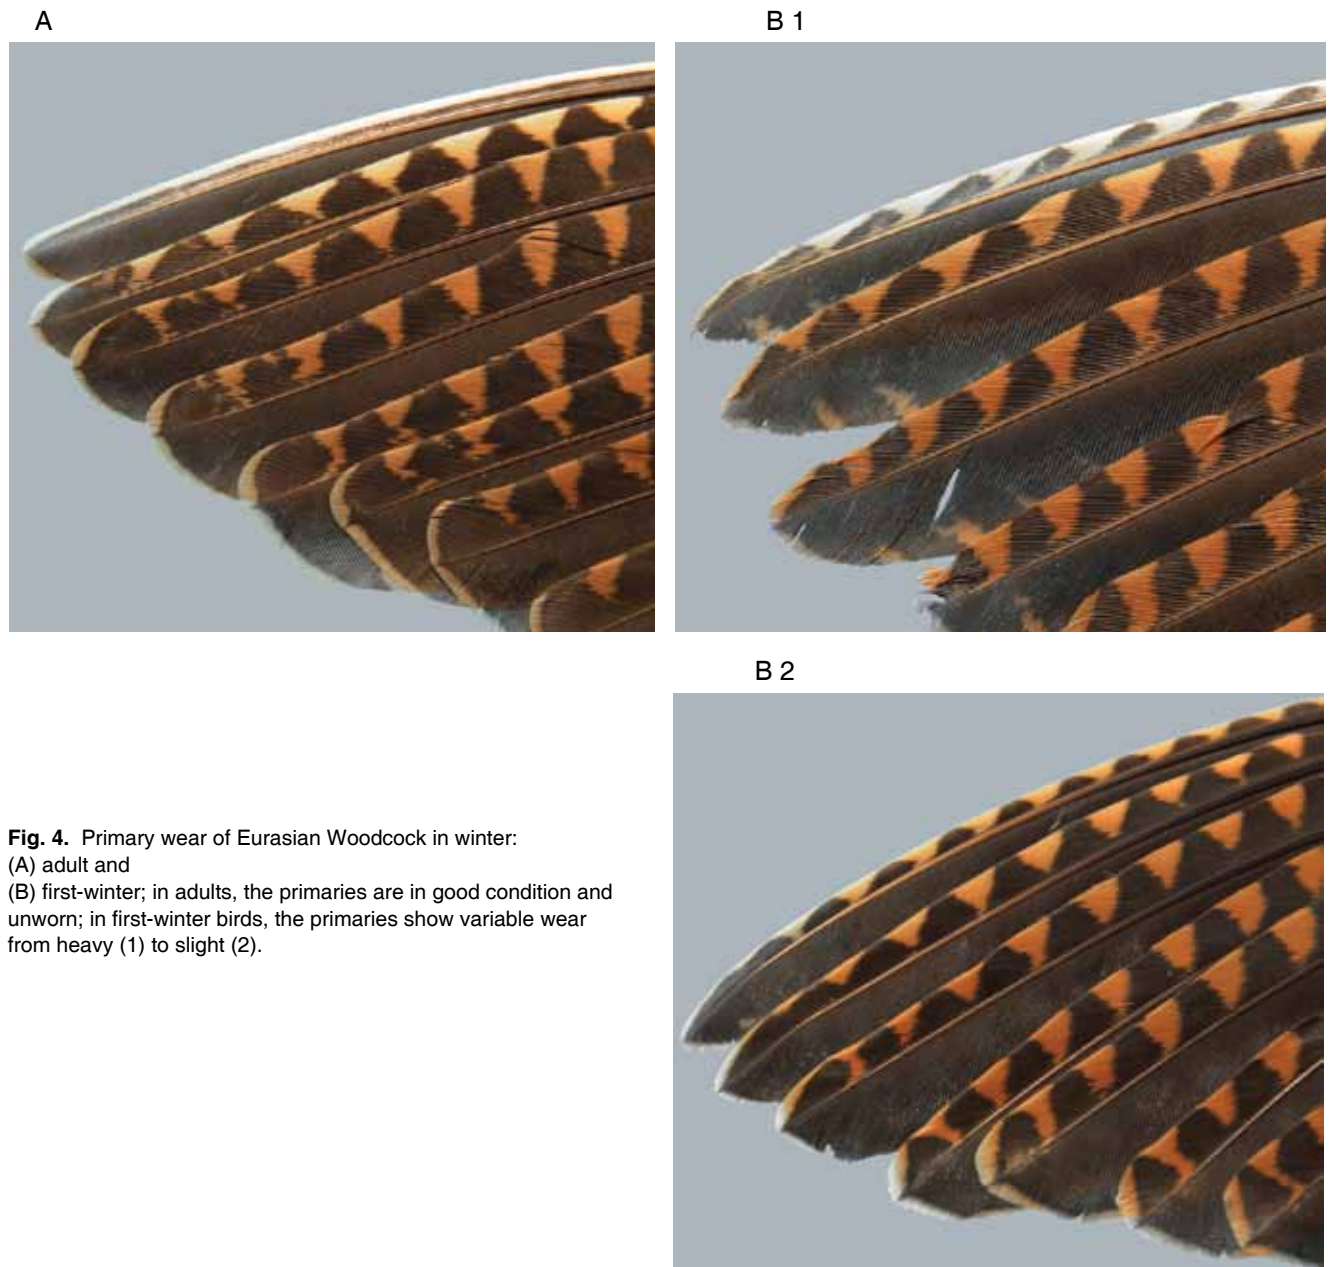 A
B 1
B 2
Fig. 4. Primary wear of Eurasian Woodcock in winter:
(A) adult and
(B) first-winter; in adults, the primaries are in good condition and
unworn; in first-winter birds, the primaries show variable wear
from heavy (1) to slight (2).